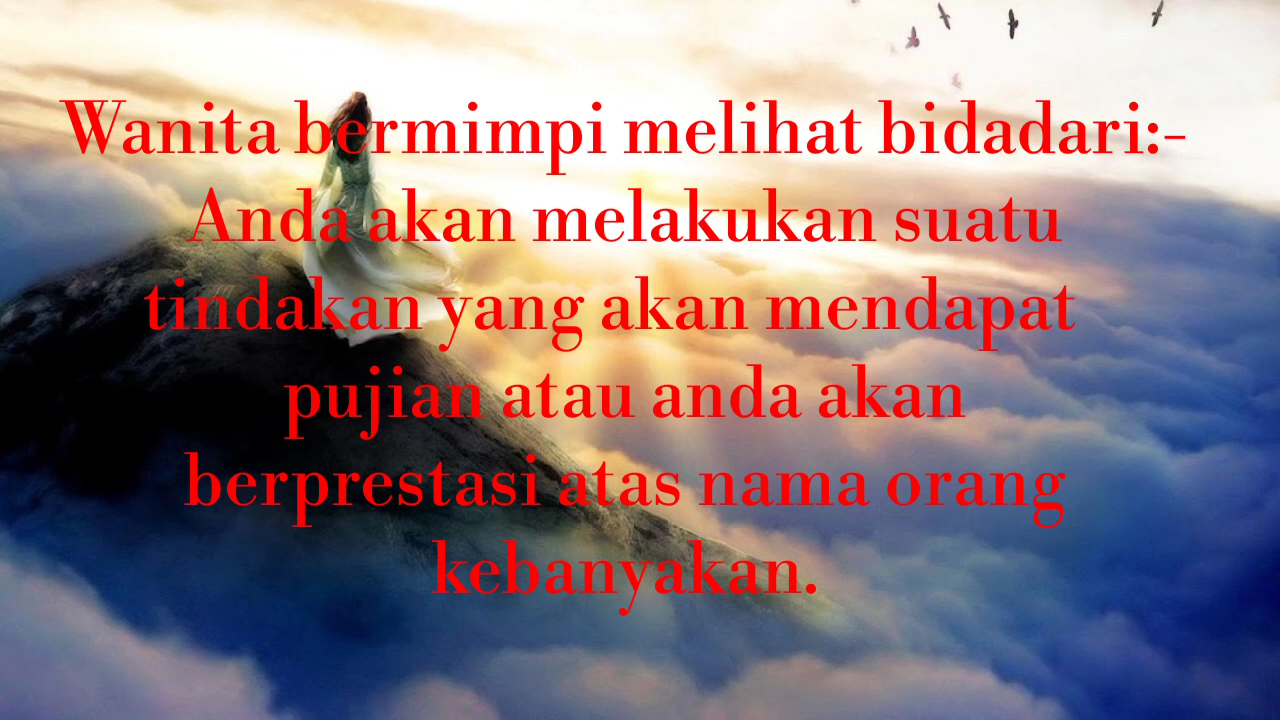 Wanita bermimpi melihat bidadari:-
Anda akan melakukan suatu
tindakan yang akan mendapat
pujian atau anda akan
berprestasi atas nama orang
kebanyakan.